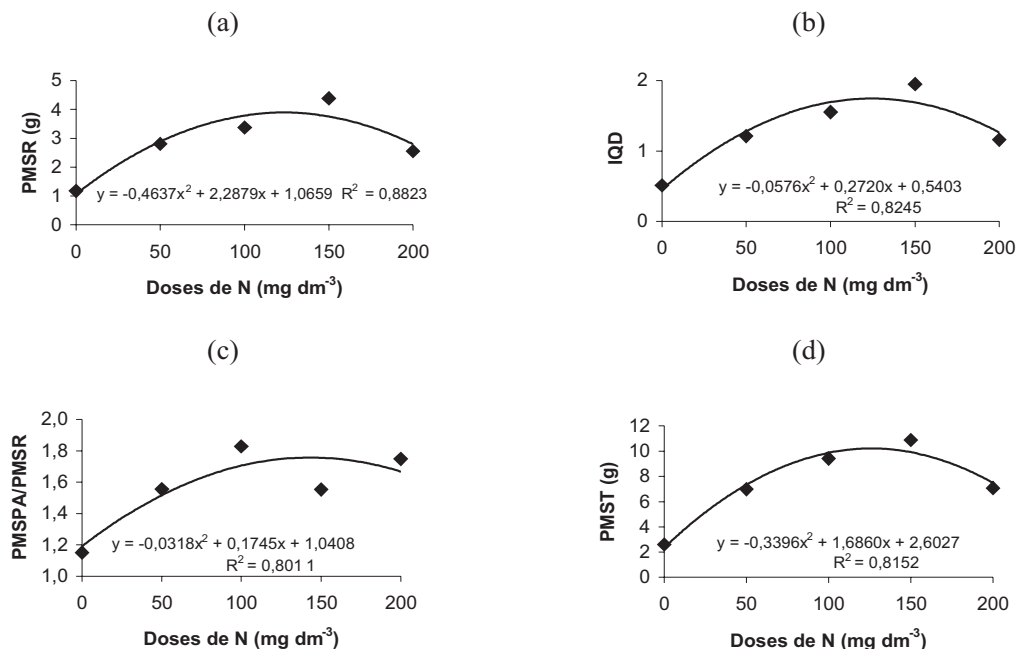 (a)
PMSR (g)
5
4
3
2
1
0
y = -0,4637x² + 2,2879x + 1,0659 R² = 0,8823
0 50 100 150 200
Doses de N (mg dm⁻³)
(b)
IQD
2
1
0
y = -0,0576x² + 0,2720x + 0,5403
R² = 0,8245
0 50 100 150 200
Doses de N (mg dm⁻³)
(c)
PMSPA/PMSR
2,0
1,8
1,6
1,4
1,2
1,0
y = -0,0318x² + 0,1745x + 1,0408
R² = 0,801 1
0 50 100 150 200
Doses de N (mg dm⁻³)
(d)
PMST (g)
12
10
8
6
4
2
0
y = -0,3396x² + 1,6860x + 2,6027
R² = 0,8152
0 50 100 150 200
Doses de N (mg dm⁻³)